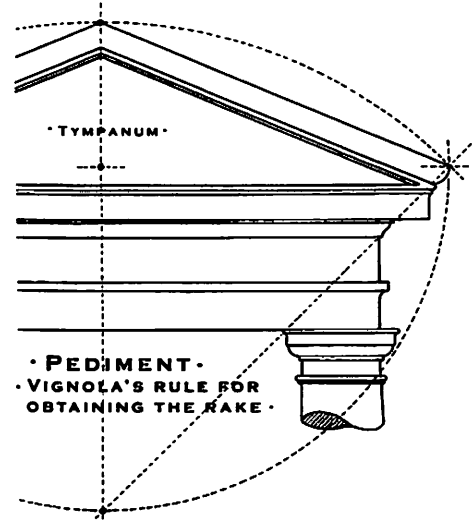 · TYMPANUM ·
· PEDIMENT ·
· VIGNOLA'S RULE FOR
OBTAINING THE RAKE ·